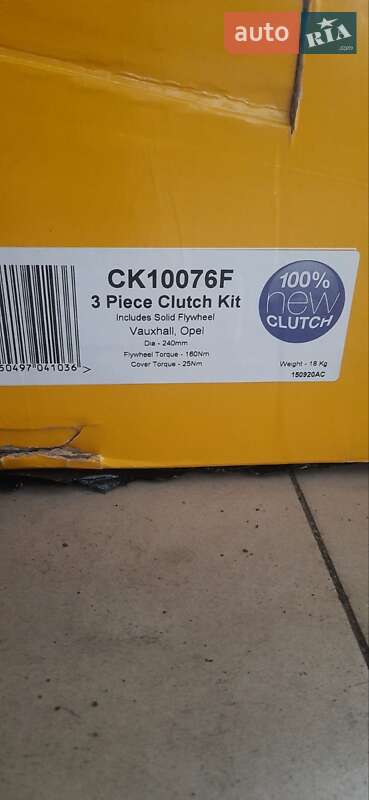 auto RIA .com
CK10076F
3 Piece Clutch Kit
Includes Solid Flywheel
Vauxhall, Opel
Dia - 240mm
Flywheel Torque - 160Nm
Cover Torque - 25Nm
100%
new
CLUTCH
Weight - 18 Kg
50497 041036 >
150920AC